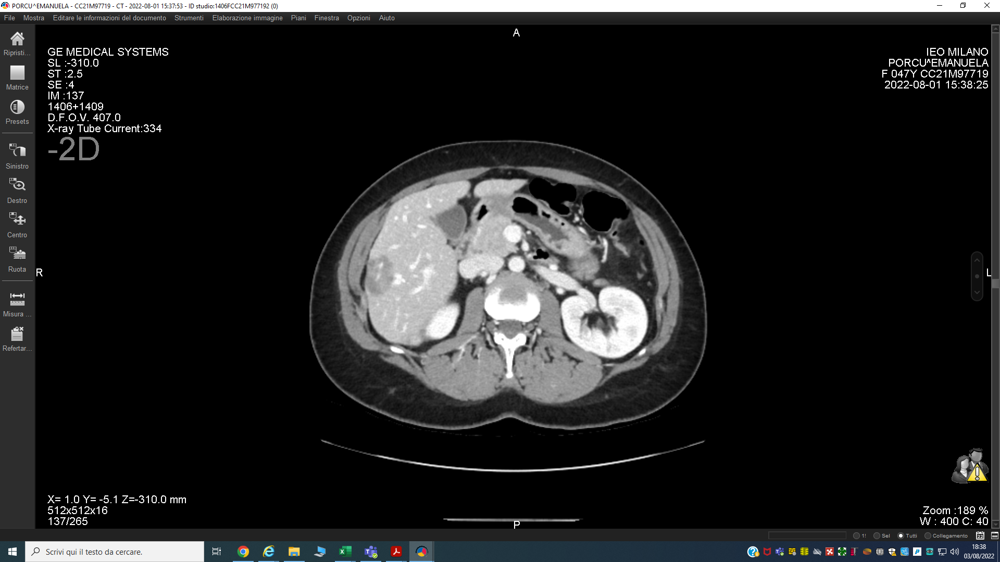 PORCU^EMANUELA - CC21M97719 - CT - 2022-08-01 15:37:53 - ID studio:1406FCC21M977192 (0)
File Mostra Editare le informazioni del documento Strumenti Elaborazione immagine Piani Finestra Opzioni Aiuto
A
Ripristi...
Matrice
Presets
Sinistro
Destro
Centro
Ruota
Misura ...
Refertar...
GE MEDICAL SYSTEMS
SL :-310.0
ST :2.5
SE :4
IM :137
1406+1409
D.F.O.V. 407.0
X-ray Tube Current:334
-2D
IEO MILANO
PORCU^EMANUELA
F 047Y CC21M97719
2022-08-01 15:38:25
R
L
X= 1.0 Y= -5.1 Z=-310.0 mm
512x512x16
137/265
P
Zoom :189 %
W : 400 C: 40
1! Sel Tutti Collegamento 22
Scrivi qui il testo da cercare.
18:38
03/08/2022